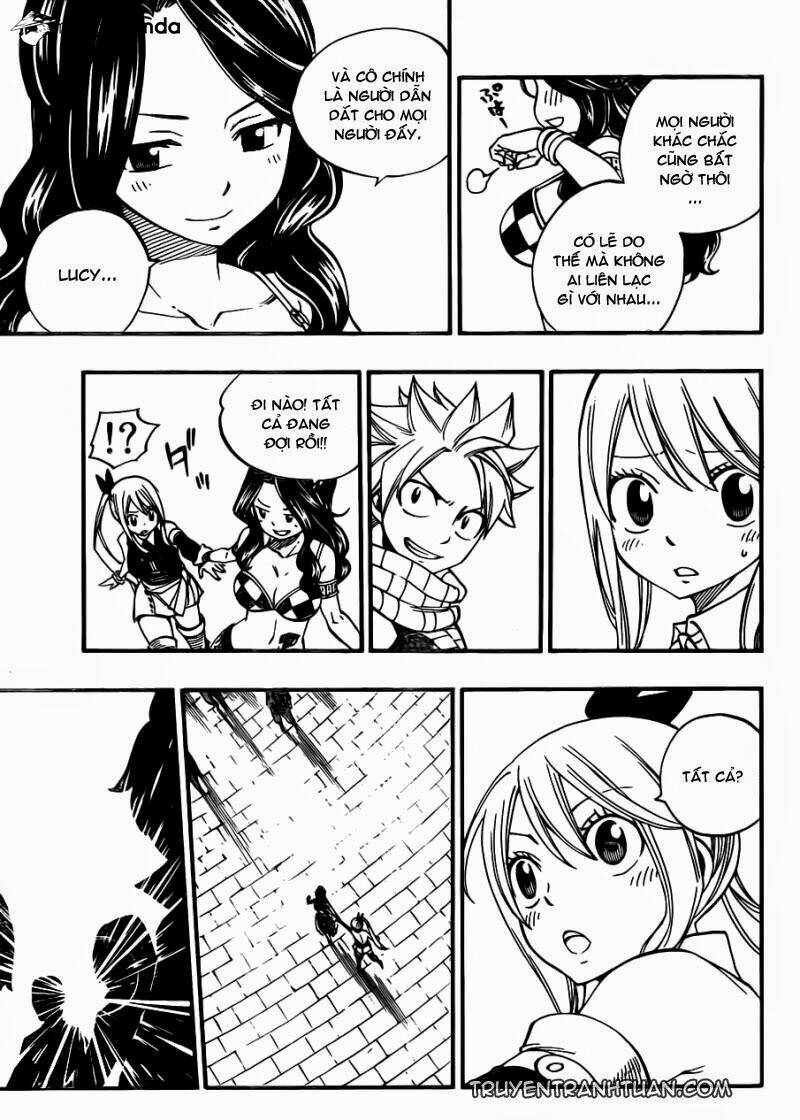 MỌI NGƯỜI
KHÁC CHẮC
CŨNG BẤT
NGỜ THÔI
...
CÓ LẼ DO
THẾ MÀ KHÔNG
AI LIÊN LẠC
GÌ VỚI NHAU...
VÀ CÔ CHÍNH
LÀ NGƯỜI DẪN
DẮT CHO MỌI
NGƯỜI ĐẤY.
LUCY...
ĐI NÀO! TẤT
CẢ ĐANG
ĐỢI RỒI!!
!?
TẤT CẢ?
TRUYENTRANHTUAN.COM